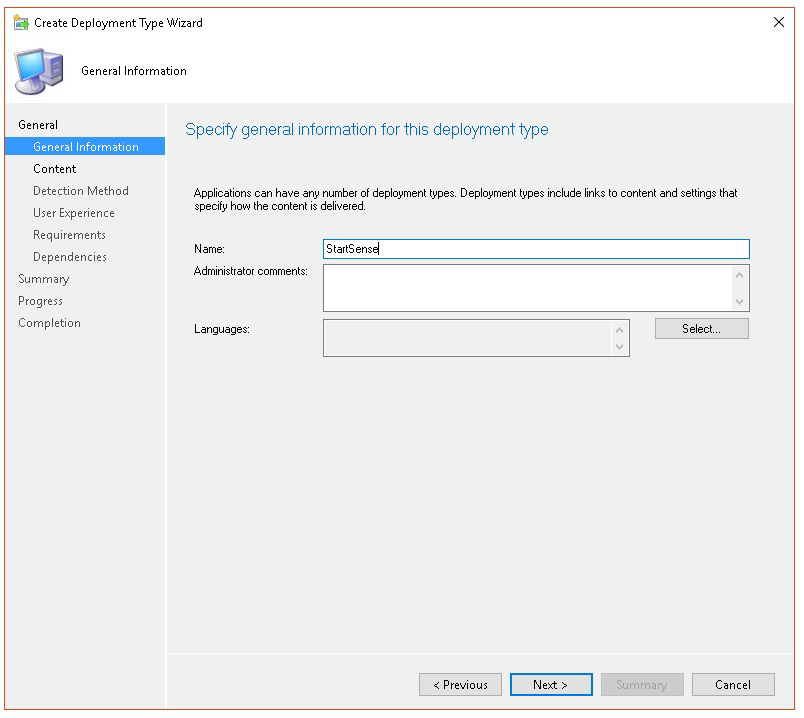 Create Deployment Type Wizard
General Information
General
General Information
Content
Detection Method
User Experience
Requirements
Dependencies
Summary
Progress
Completion
Specify general information for this deployment type
Applications can have any number of deployment types. Deployment types include links to content and settings that
specify how the content is delivered.
Name: StartSense
Administrator comments:
Languages: Select...
< Previous Next > Summary Cancel